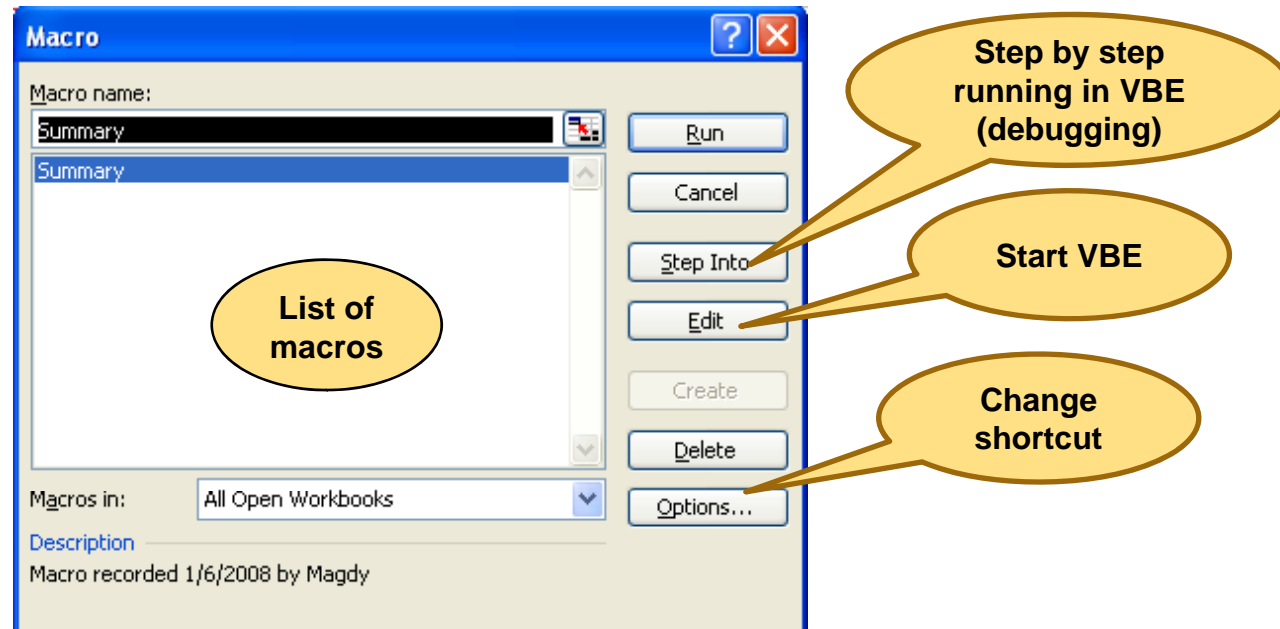 Macro
Macro name:
Summary
Summary
Run
Cancel
Step Into
Edit
Create
Delete
Options...
List of
macros
Macros in:
All Open Workbooks
Description
Macro recorded 1/6/2008 by Magdy
Step by step
running in VBE
(debugging)
Start VBE
Change
shortcut